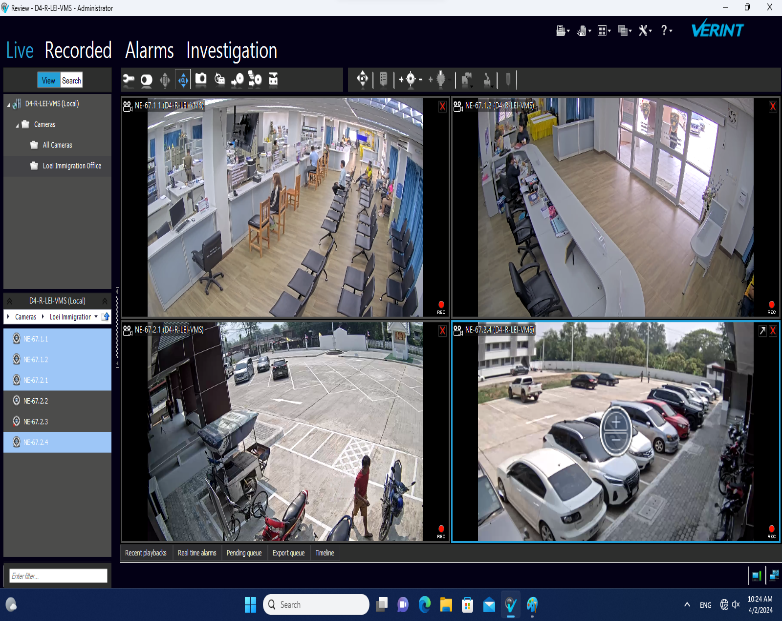 Review - D4-R-LEI-VMS - Administrator
VERINT
Live Recorded Alarms Investigation
View Search
D4-R-LEI-VMS (Local)
Cameras
All Cameras
Loei Immigration Office
NE-67.1.1 (D4-R-LEI-VMS)
REC
NE-67.1.2 (D4-R-LEI-VMS)
REC
D4-R-LEI-VMS (Local)
Cameras Loei Immigration
NE-67.1.1
NE-67.1.2
NE-67.2.1
NE-67.2.2
NE-67.2.3
NE-67.2.4
NE-67.2.1 (D4-R-LEI-VMS)
REC
NE-67.2.4 (D4-R-LEI-VMS)
REC
Recent playbacks Real time alarms Pending queue Export queue Timeline
Enter filter...
Search
ENG
10:24 AM
4/2/2024